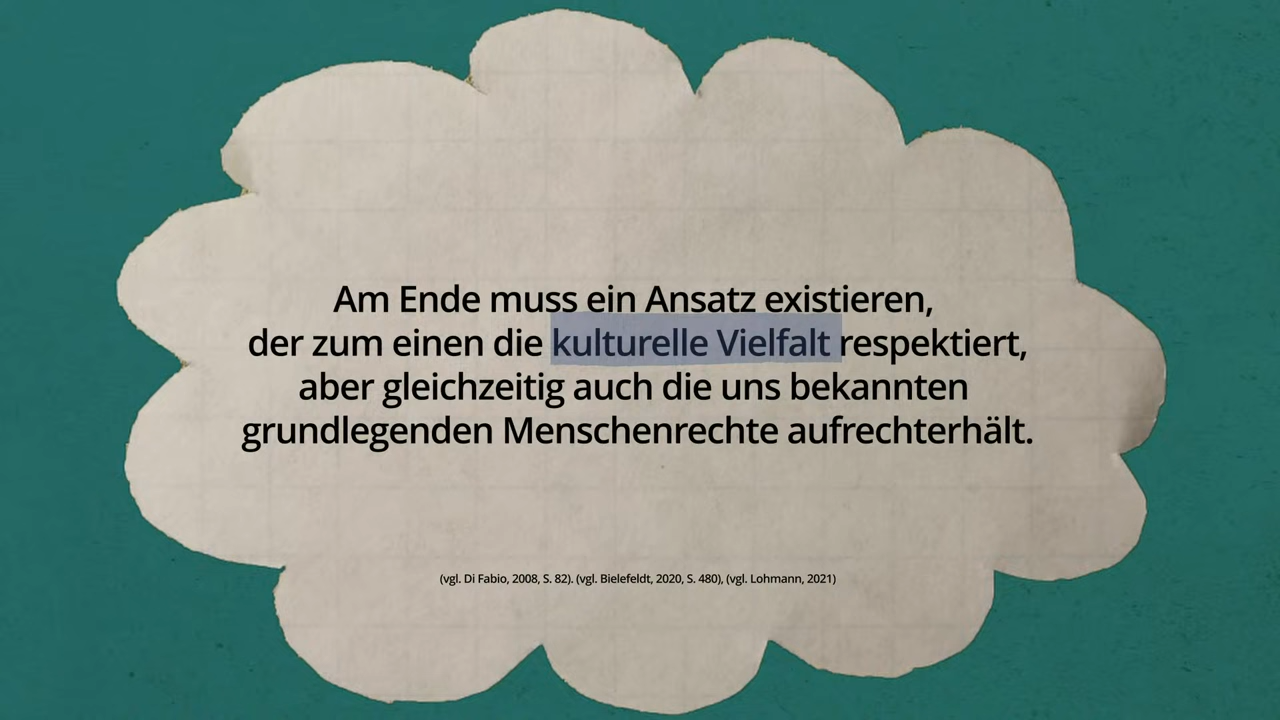 Am Ende muss ein Ansatz existieren,
der zum einen die kulturelle Vielfalt respektiert,
aber gleichzeitig auch die uns bekannten
grundlegenden Menschenrechte aufrechterhält.
(vgl. Di Fabio, 2008, S. 82). (vgl. Bielefeldt, 2020, S. 480), (vgl. Lohmann, 2021)